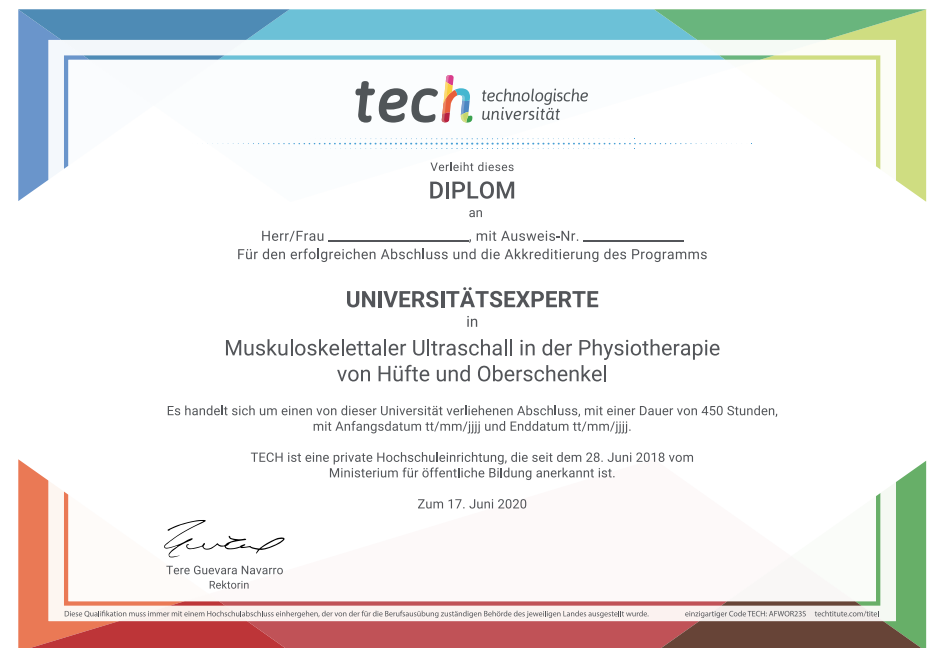 tech technologische
universität
Verleiht dieses
DIPLOM
an
Herr/Frau ____________________, mit Ausweis-Nr. ______________
Für den erfolgreichen Abschluss und die Akkreditierung des Programms
UNIVERSITÄTSEXPERTE
in
Muskuloskelettaler Ultraschall in der Physiotherapie
von Hüfte und Oberschenkel
Es handelt sich um einen von dieser Universität verliehenen Abschluss, mit einer Dauer von 450 Stunden,
mit Anfangsdatum tt/mm/jjjj und Enddatum tt/mm/jjjj.
TECH ist eine private Hochschuleinrichtung, die seit dem 28. Juni 2018 vom
Ministerium für öffentliche Bildung anerkannt ist.
Zum 17. Juni 2020
Tere Guevara Navarro
Rektorin
Diese Qualifikation muss immer mit einem Hochschulabschluss einhergehen, der von der für die Berufsausübung zuständigen Behörde des jeweiligen Landes ausgestellt wurde. einzigartiger Code TECH: AFWOR23S techtitute.com/titel